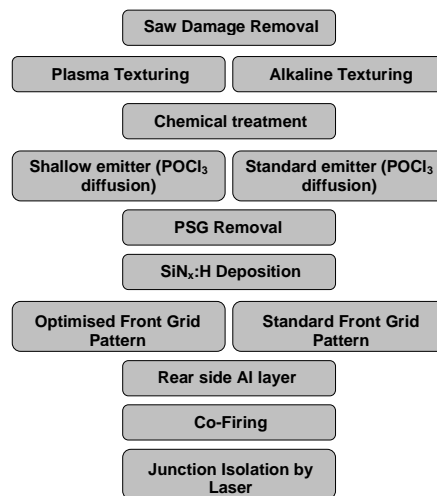 Saw Damage Removal
Plasma Texturing
Alkaline Texturing
Chemical treatment
Shallow emitter (POCl₃
diffusion)
Standard emitter (POCl₃
diffusion)
PSG Removal
SiNₓ:H Deposition
Optimised Front Grid
Pattern
Standard Front Grid
Pattern
Rear side Al layer
Co-Firing
Junction Isolation by
Laser